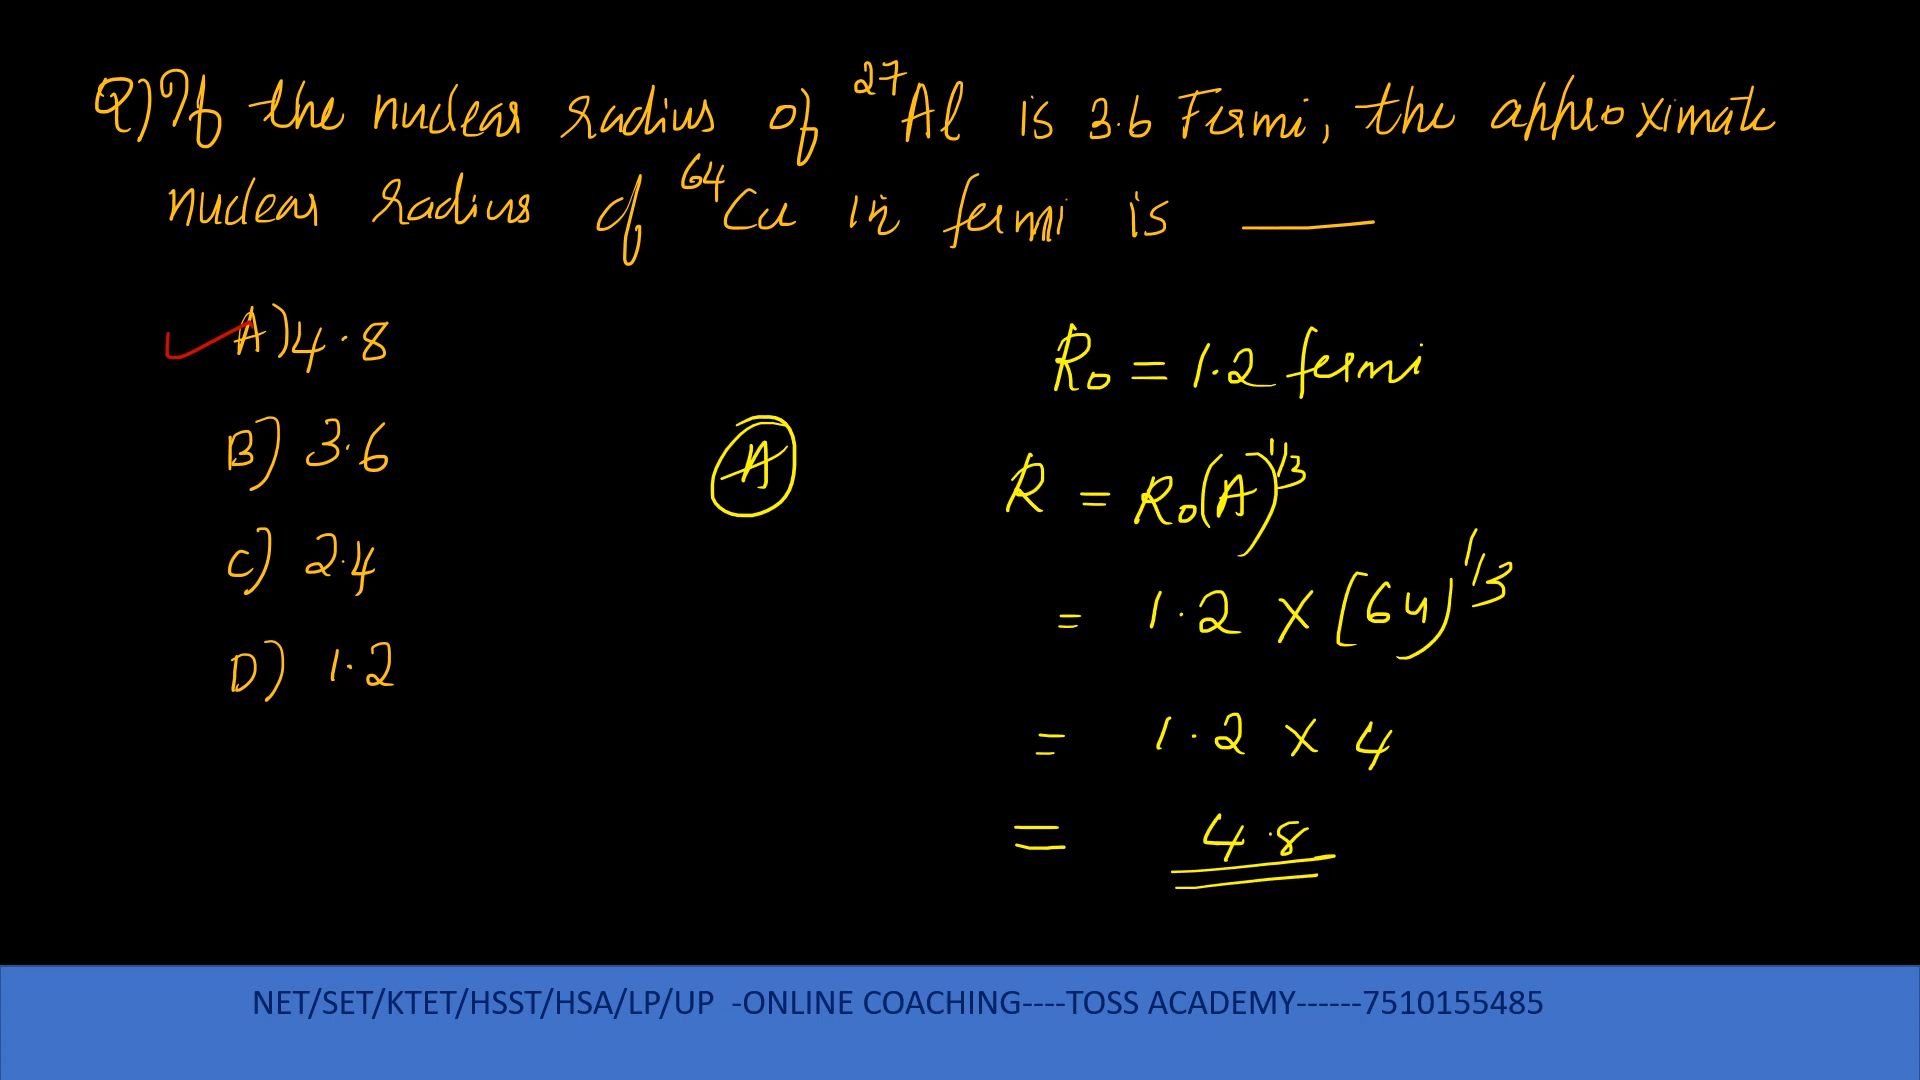 Q) If the nuclear radius of ²⁷Al is 3.6 Fermi, the approximate
nuclear radius of ⁶⁴Cu in fermi is ____
A) 4.8
B) 3.6
C) 2.4
D) 1.2
A
R₀ = 1.2 fermi
R = R₀(A)^1/3
= 1.2 × [64)^1/3
= 1.2 × 4
= 4.8
NET/SET/KTET/HSST/HSA/LP/UP -ONLINE COACHING----TOSS ACADEMY------7510155485